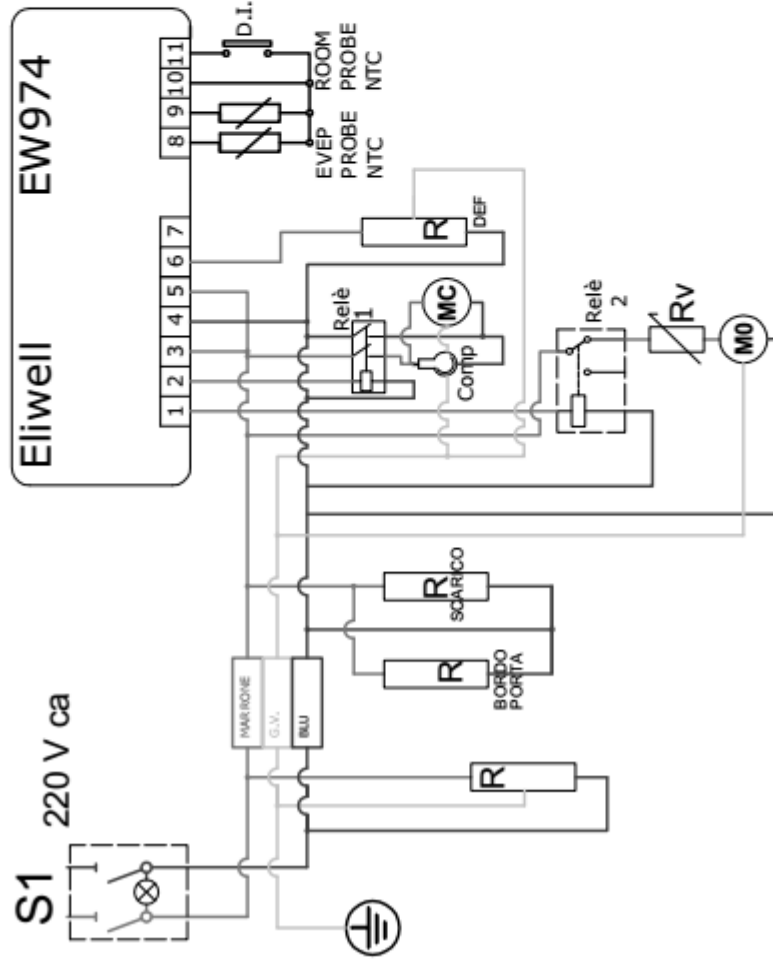 Eliwell EW974
1 2 3 4 5 6 7 8 9 10 11
D.I.
EVEP
PROBE
NTC
ROOM
PROBE
NTC
R
DEF
Relè
1
MC
Comp
Relè
2
Rv
M0
S1
220 V ca
MARRONE
G.V.
BLU
R
SCARICO
R
BORDO
PORTA
R